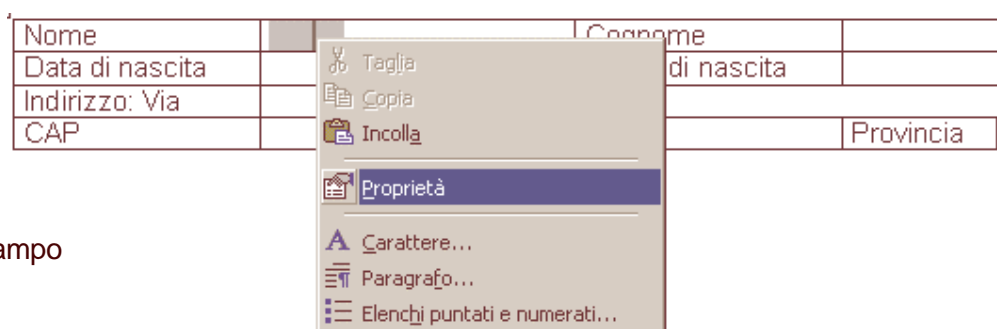 Nome Cognome
Data di nascita di nascita
Indirizzo: Via
CAP Provincia
Taglia
Copia
Incolla
Proprietà
ampo
Carattere...
Paragrafo...
Elenchi puntati e numerati...